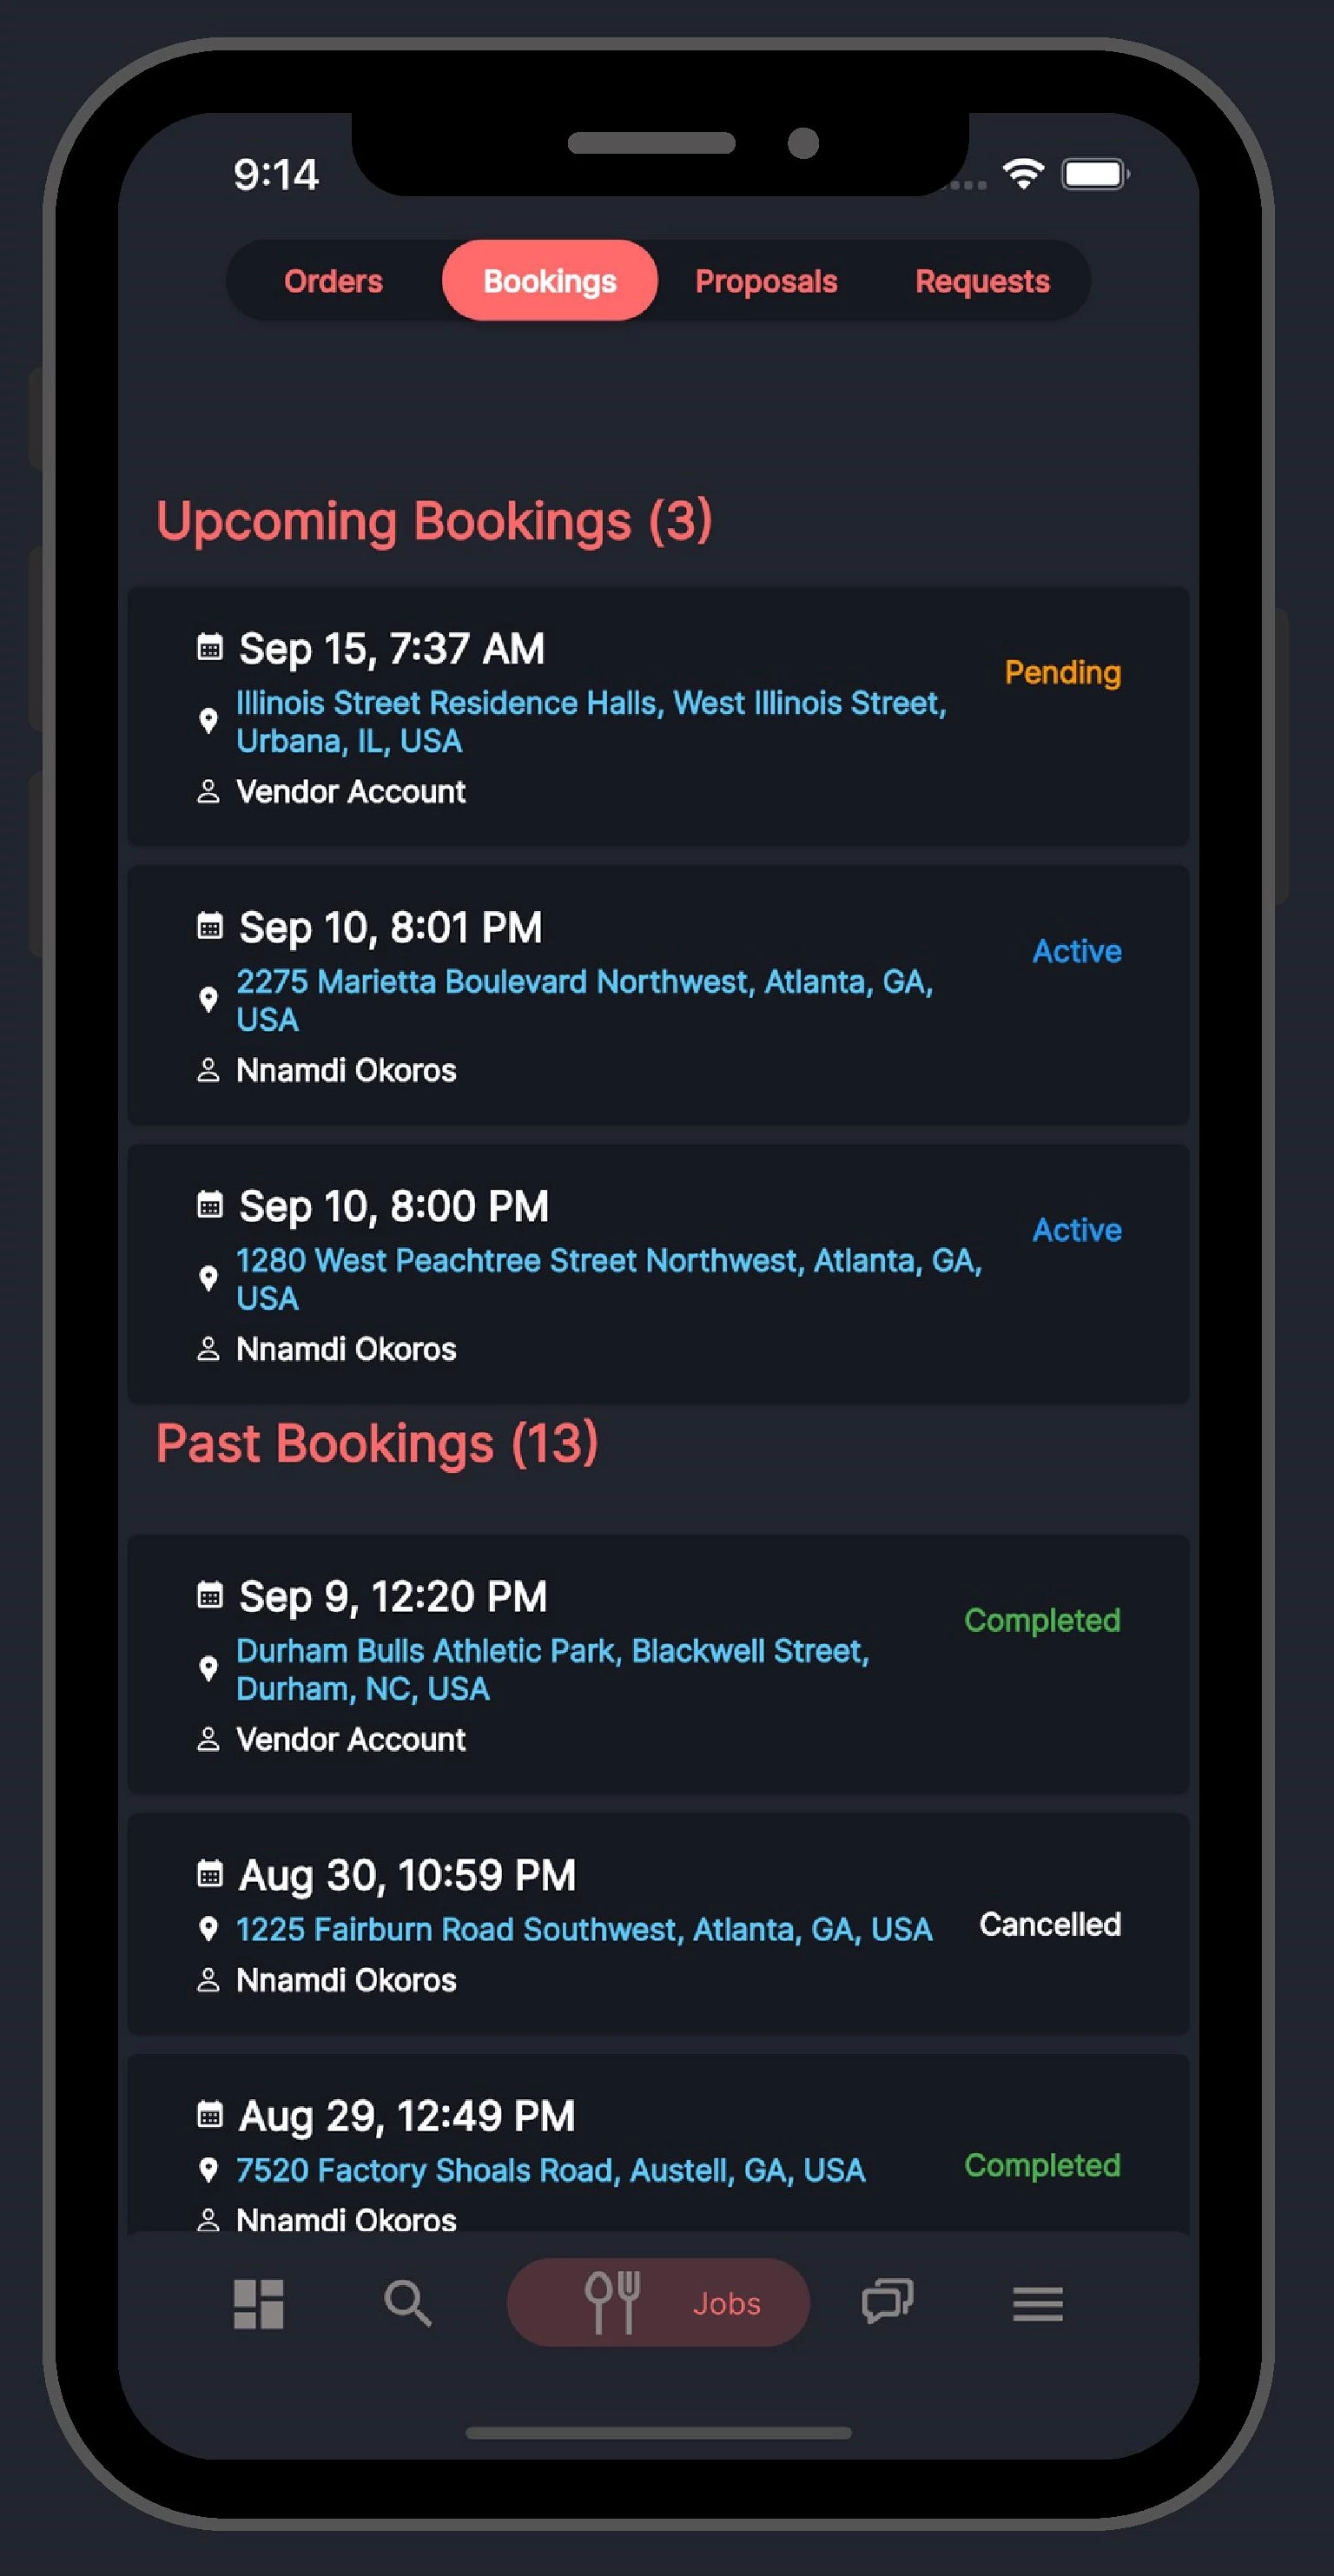 9:14
Orders Bookings Proposals Requests
Upcoming Bookings (3)
Sep 15, 7:37 AM
Pending
Illinois Street Residence Halls, West Illinois Street,
Urbana, IL, USA
Vendor Account
Sep 10, 8:01 PM
Active
2275 Marietta Boulevard Northwest, Atlanta, GA,
USA
Nnamdi Okoros
Sep 10, 8:00 PM
Active
1280 West Peachtree Street Northwest, Atlanta, GA,
USA
Nnamdi Okoros
Past Bookings (13)
Sep 9, 12:20 PM
Completed
Durham Bulls Athletic Park, Blackwell Street,
Durham, NC, USA
Vendor Account
Aug 30, 10:59 PM
1225 Fairburn Road Southwest, Atlanta, GA, USA
Cancelled
Nnamdi Okoros
Aug 29, 12:49 PM
7520 Factory Shoals Road, Austell, GA, USA
Completed
Nnamdi Okoros
Jobs